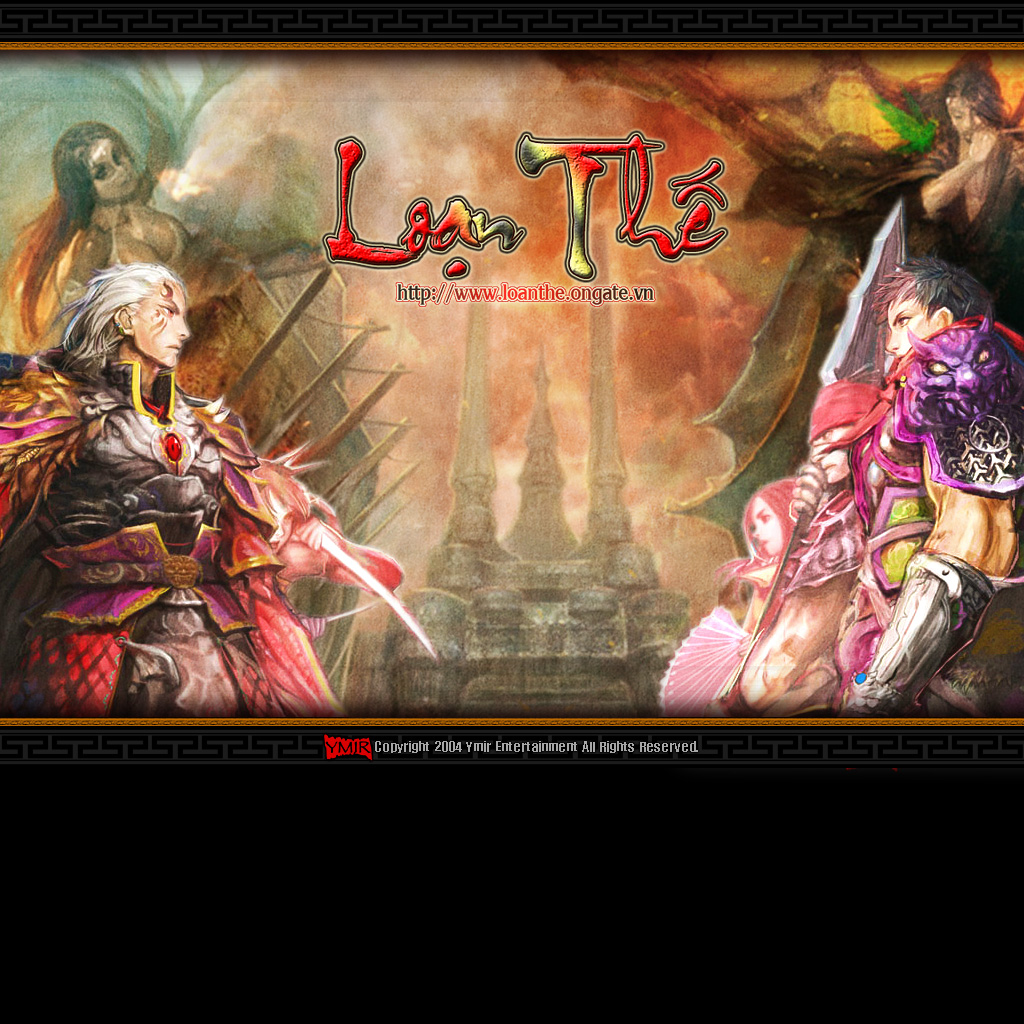 Loạn Thế
http://www.loanthe.ongate.vn
YMIR Copyright 2004 Ymir Entertainment All Rights Reserved.